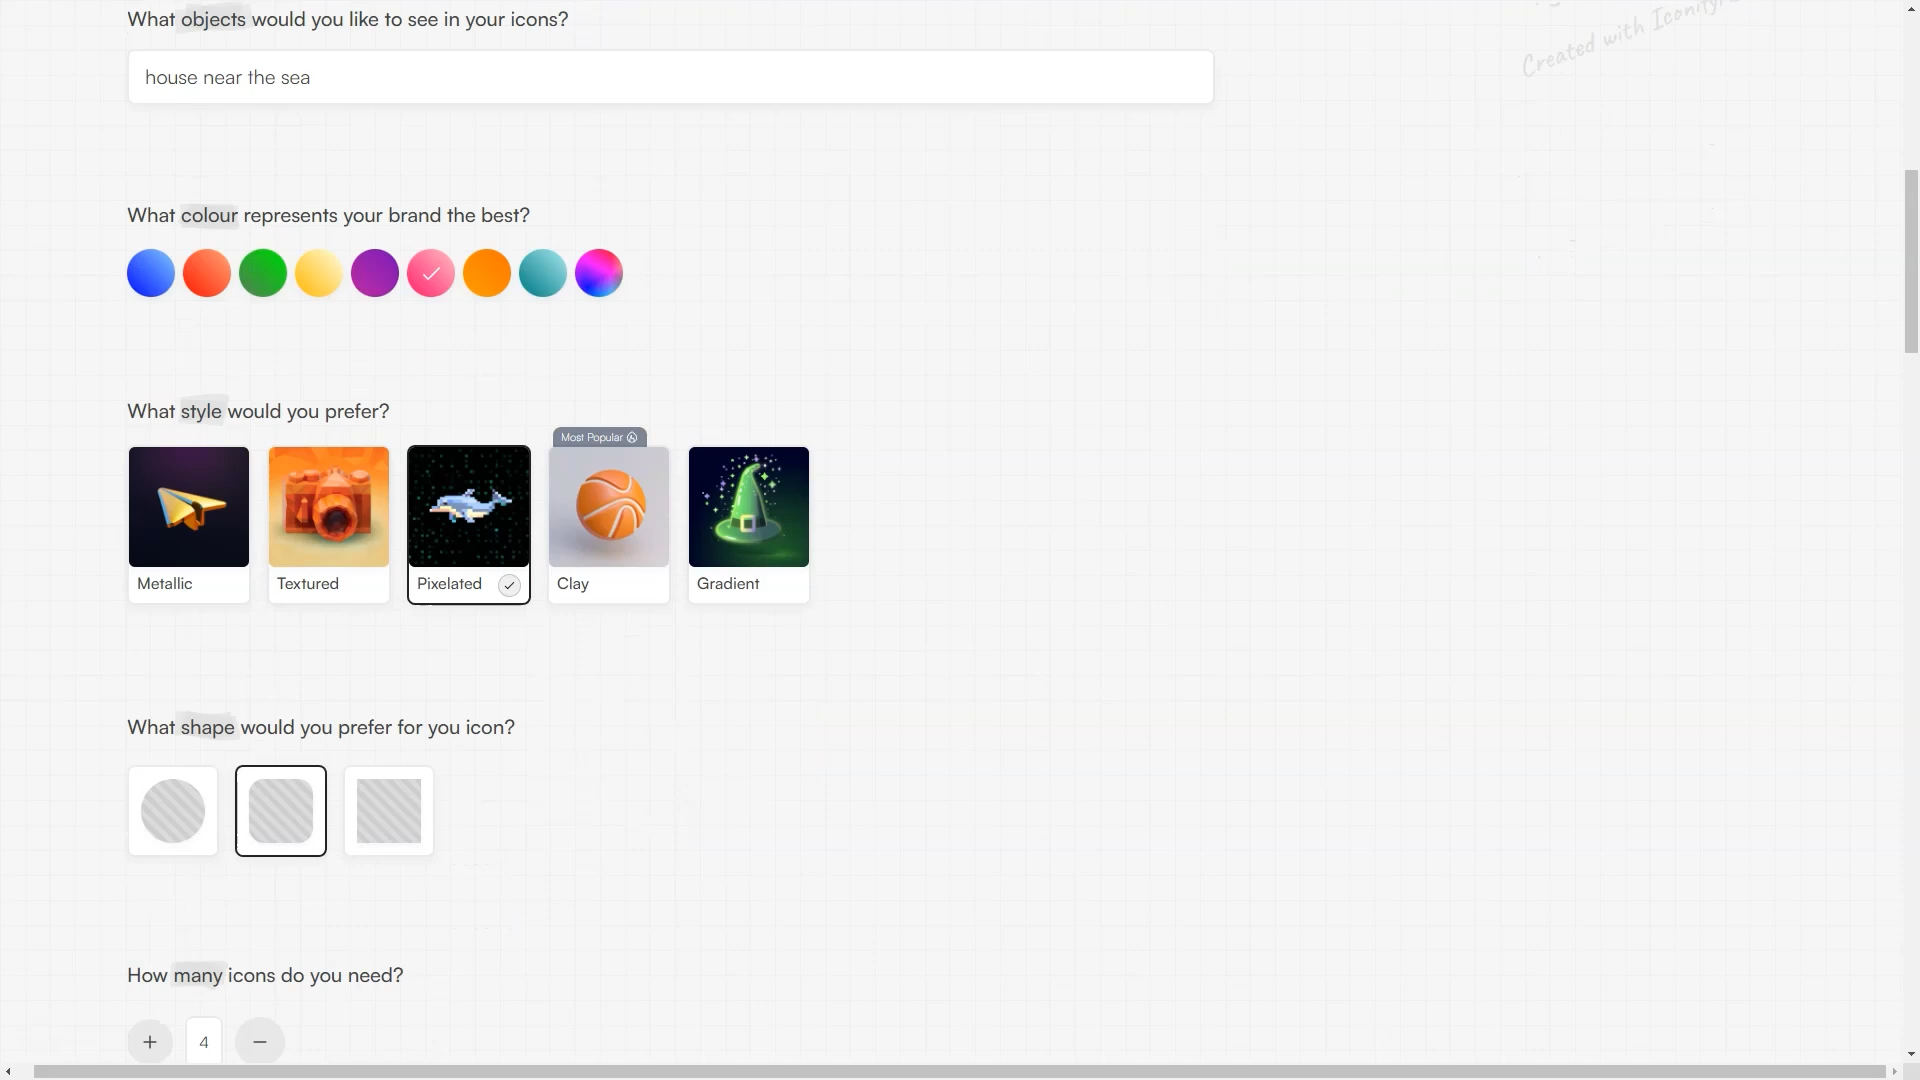 What objects would you like to see in your icons?
Created with
house near the sea
What colour represents your brand the best?
What style would you prefer?
Most Popular
Metallic
Textured
Pixelated
Clay
Gradient
What shape would you prefer for you icon?
How many icons do you need?
+ 4 −